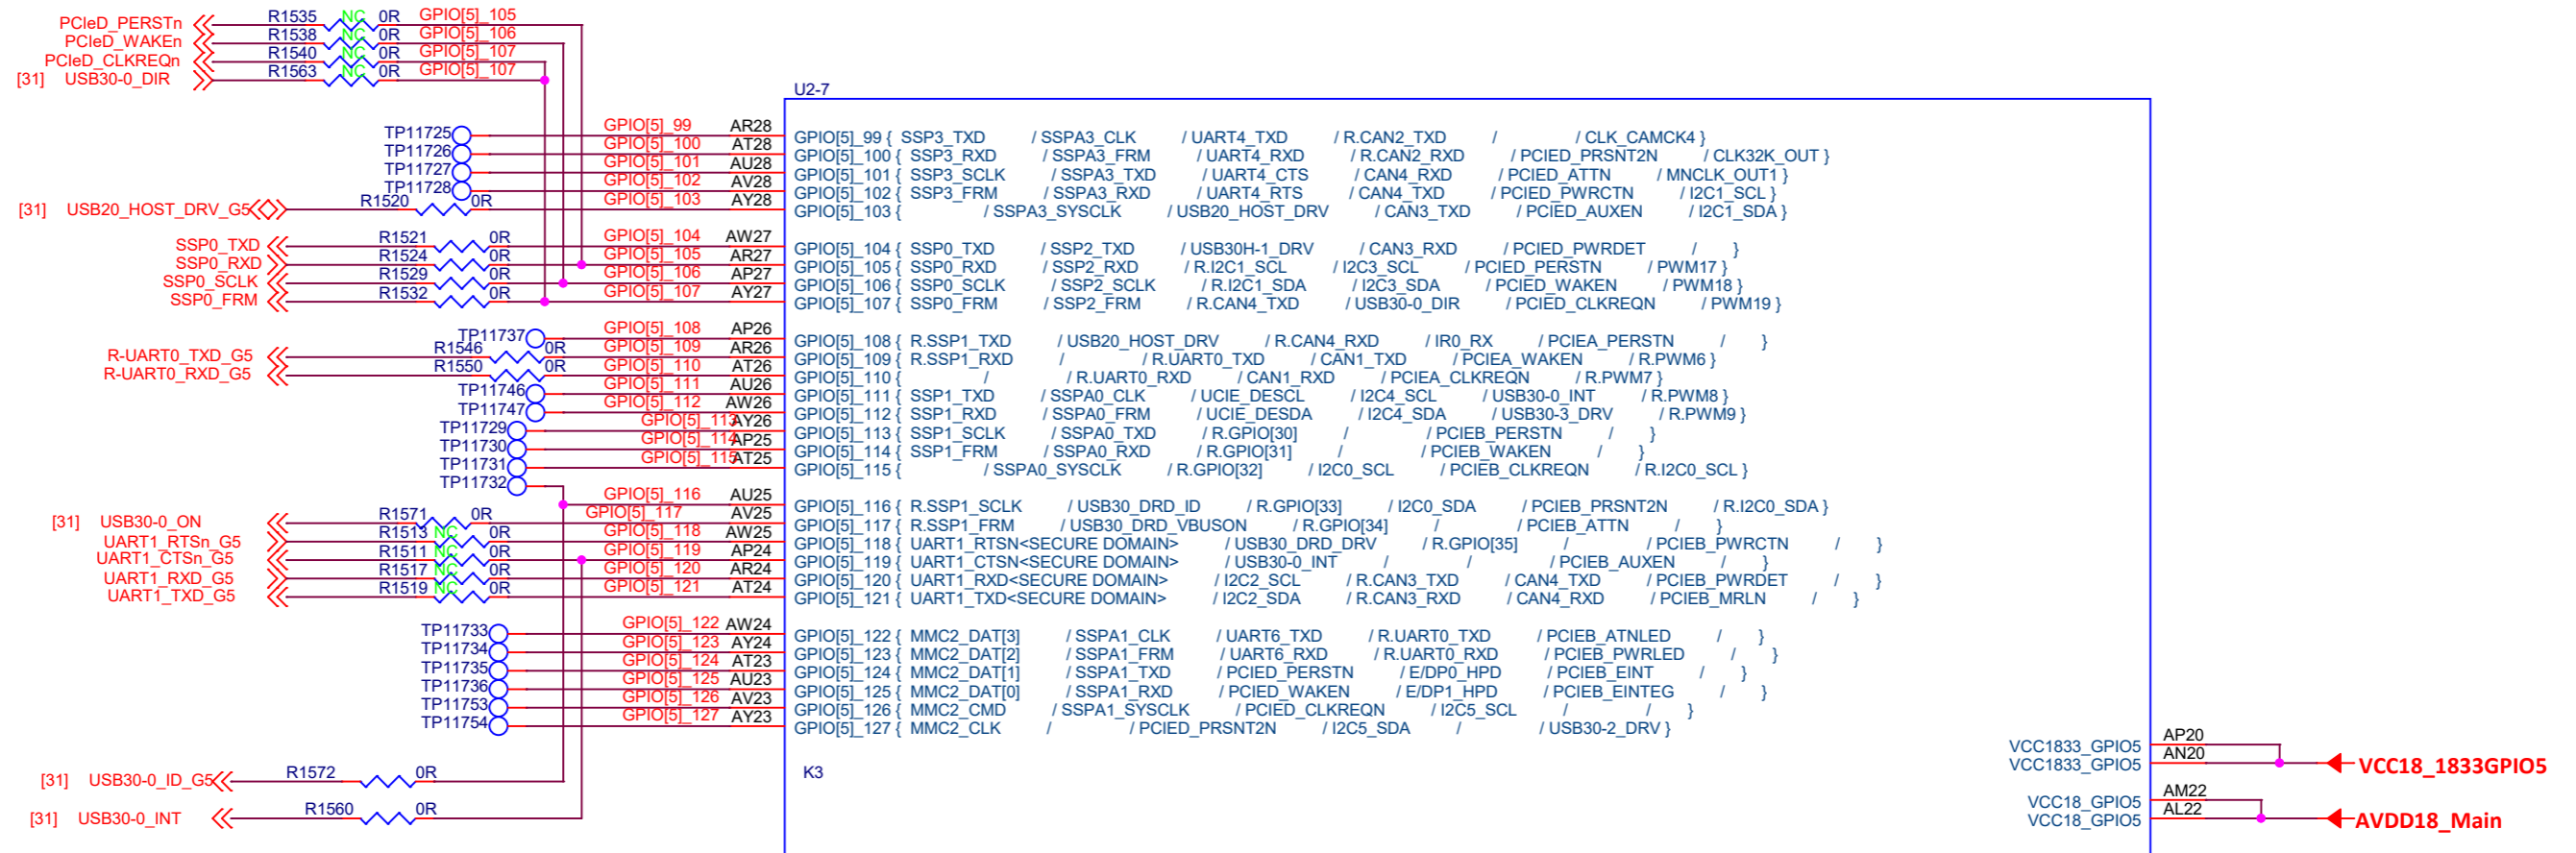 PCIeD_PERSTn R1535 NC 0R GPIO[5]_105
PCIeD_WAKEn R1538 NC 0R GPIO[5]_106
PCIeD_CLKREQn R1540 NC 0R GPIO[5]_107
[31] USB30-0_DIR R1563 NC 0R GPIO[5]_107
U2-7
TP11725 GPIO[5]_99 AR28 GPIO[5]_99 { SSP3_TXD / SSPA3_CLK / UART4_TXD / R.CAN2_TXD / / CLK_CAMCK4 }
TP11726 GPIO[5]_100 AT28 GPIO[5]_100 { SSP3_RXD / SSPA3_FRM / UART4_RXD / R.CAN2_RXD / PCIED_PRSNT2N / CLK32K_OUT }
TP11727 GPIO[5]_101 AU28 GPIO[5]_101 { SSP3_SCLK / SSPA3_TXD / UART4_CTS / CAN4_RXD / PCIED_ATTN / MNCLK_OUT1 }
TP11728 GPIO[5]_102 AV28 GPIO[5]_102 { SSP3_FRM / SSPA3_RXD / UART4_RTS / CAN4_TXD / PCIED_PWRCTN / I2C1_SCL }
[31] USB20_HOST_DRV_G5 R1520 0R GPIO[5]_103 AY28 GPIO[5]_103 { / SSPA3_SYSCLK / USB20_HOST_DRV / CAN3_TXD / PCIED_AUXEN / I2C1_SDA }
SSP0_TXD R1521 0R GPIO[5]_104 AW27 GPIO[5]_104 { SSP0_TXD / SSP2_TXD / USB30H-1_DRV / CAN3_RXD / PCIED_PWRDET / }
SSP0_RXD R1524 0R GPIO[5]_105 AR27 GPIO[5]_105 { SSP0_RXD / SSP2_RXD / R.I2C1_SCL / I2C3_SCL / PCIED_PERSTN / PWM17 }
SSP0_SCLK R1529 0R GPIO[5]_106 AP27 GPIO[5]_106 { SSP0_SCLK / SSP2_SCLK / R.I2C1_SDA / I2C3_SDA / PCIED_WAKEN / PWM18 }
SSP0_FRM R1532 0R GPIO[5]_107 AY27 GPIO[5]_107 { SSP0_FRM / SSP2_FRM / R.CAN4_TXD / USB30-0_DIR / PCIED_CLKREQN / PWM19 }
TP11737 GPIO[5]_108 AP26 GPIO[5]_108 { R.SSP1_TXD / USB20_HOST_DRV / R.CAN4_RXD / IR0_RX / PCIEA_PERSTN / }
R-UART0_TXD_G5 R1546 0R GPIO[5]_109 AR26 GPIO[5]_109 { R.SSP1_RXD / / R.UART0_TXD / CAN1_TXD / PCIEA_WAKEN / R.PWM6 }
R-UART0_RXD_G5 R1550 0R GPIO[5]_110 AT26 GPIO[5]_110 { / / R.UART0_RXD / CAN1_RXD / PCIEA_CLKREQN / R.PWM7 }
TP11746 GPIO[5]_111 AU26 GPIO[5]_111 { SSP1_TXD / SSPA0_CLK / UCIE_DESCL / I2C4_SCL / USB30-0_INT / R.PWM8 }
TP11747 GPIO[5]_112 AW26 GPIO[5]_112 { SSP1_RXD / SSPA0_FRM / UCIE_DESDA / I2C4_SDA / USB30-3_DRV / R.PWM9 }
TP11729 GPIO[5]_113 AY26 GPIO[5]_113 { SSP1_SCLK / SSPA0_TXD / R.GPIO[30] / / PCIEB_PERSTN / }
TP11730 GPIO[5]_114 AP25 GPIO[5]_114 { SSP1_FRM / SSPA0_RXD / R.GPIO[31] / / PCIEB_WAKEN / }
TP11731 GPIO[5]_115 AT25 GPIO[5]_115 { / SSPA0_SYSCLK / R.GPIO[32] / I2C0_SCL / PCIEB_CLKREQN / R.I2C0_SCL }
TP11732 GPIO[5]_116 AU25 GPIO[5]_116 { R.SSP1_SCLK / USB30_DRD_ID / R.GPIO[33] / I2C0_SDA / PCIEB_PRSNT2N / R.I2C0_SDA }
[31] USB30-0_ON R1571 0R GPIO[5]_117 AV25 GPIO[5]_117 { R.SSP1_FRM / USB30_DRD_VBUSON / R.GPIO[34] / / PCIEB_ATTN / }
UART1_RTSn_G5 R1513 NC 0R GPIO[5]_118 AW25 GPIO[5]_118 { UART1_RTSN<SECURE DOMAIN> / USB30_DRD_DRV / R.GPIO[35] / / PCIEB_PWRCTN / }
UART1_CTSn_G5 R1511 NC 0R GPIO[5]_119 AP24 GPIO[5]_119 { UART1_CTSN<SECURE DOMAIN> / USB30-0_INT / / / PCIEB_AUXEN / }
UART1_RXD_G5 R1517 NC 0R GPIO[5]_120 AR24 GPIO[5]_120 { UART1_RXD<SECURE DOMAIN> / I2C2_SCL / R.CAN3_TXD / CAN4_TXD / PCIEB_PWRDET / }
UART1_TXD_G5 R1519 NC 0R GPIO[5]_121 AT24 GPIO[5]_121 { UART1_TXD<SECURE DOMAIN> / I2C2_SDA / R.CAN3_RXD / CAN4_RXD / PCIEB_MRLN / }
TP11733 GPIO[5]_122 AW24 GPIO[5]_122 { MMC2_DAT[3] / SSPA1_CLK / UART6_TXD / R.UART0_TXD / PCIEB_ATNLED / }
TP11734 GPIO[5]_123 AY24 GPIO[5]_123 { MMC2_DAT[2] / SSPA1_FRM / UART6_RXD / R.UART0_RXD / PCIEB_PWRLED / }
TP11735 GPIO[5]_124 AT23 GPIO[5]_124 { MMC2_DAT[1] / SSPA1_TXD / PCIED_PERSTN / E/DP0_HPD / PCIEB_EINT / }
TP11736 GPIO[5]_125 AU23 GPIO[5]_125 { MMC2_DAT[0] / SSPA1_RXD / PCIED_WAKEN / E/DP1_HPD / PCIEB_EINTEG / }
TP11753 GPIO[5]_126 AV23 GPIO[5]_126 { MMC2_CMD / SSPA1_SYSCLK / PCIED_CLKREQN / I2C5_SCL / / }
TP11754 GPIO[5]_127 AY23 GPIO[5]_127 { MMC2_CLK / / PCIED_PRSNT2N / I2C5_SDA / / USB30-2_DRV }
VCC1833_GPIO5 AP20
VCC1833_GPIO5 AN20 VCC18_1833GPIO5
[31] USB30-0_ID_G5 R1572 0R K3
VCC18_GPIO5 AM22
[31] USB30-0_INT R1560 0R VCC18_GPIO5 AL22 AVDD18_Main